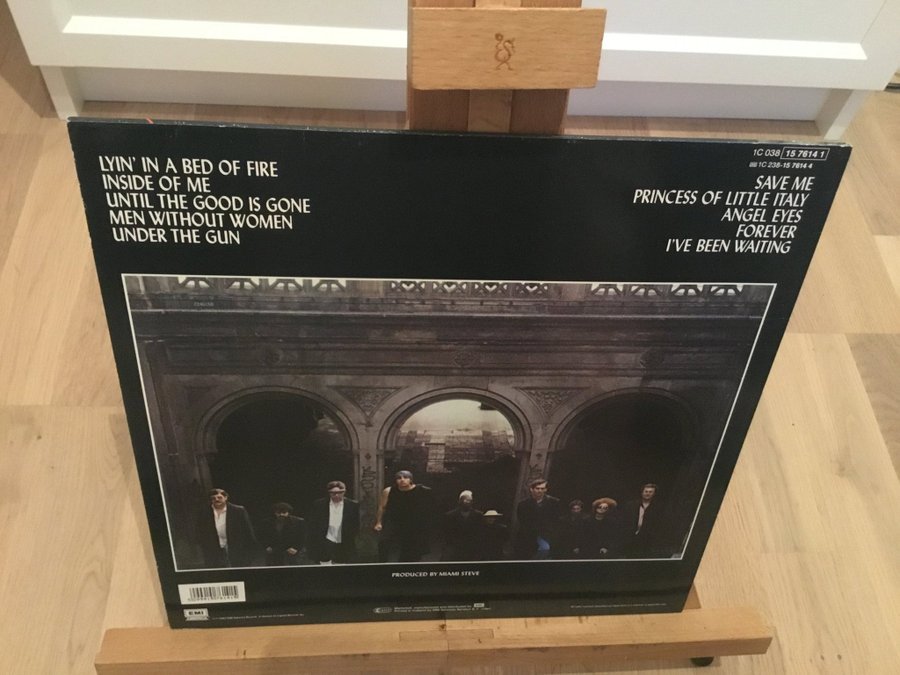 LYIN' IN A BED OF FIRE
INSIDE OF ME
UNTIL THE GOOD IS GONE
MEN WITHOUT WOMEN
UNDER THE GUN
1C 038 15 7614 1
1C 238-15 7614 4
SAVE ME
PRINCESS OF LITTLE ITALY
ANGEL EYES
FOREVER
I'VE BEEN WAITING
PRODUCED BY MIAMI STEVE
EMI